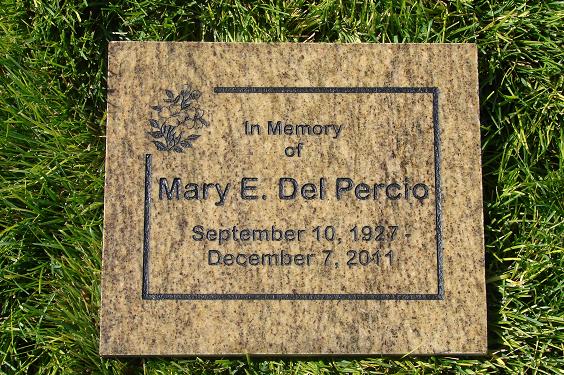 In Memory
of
Mary E. Del Percio
September 10, 1927 -
December 7, 2011